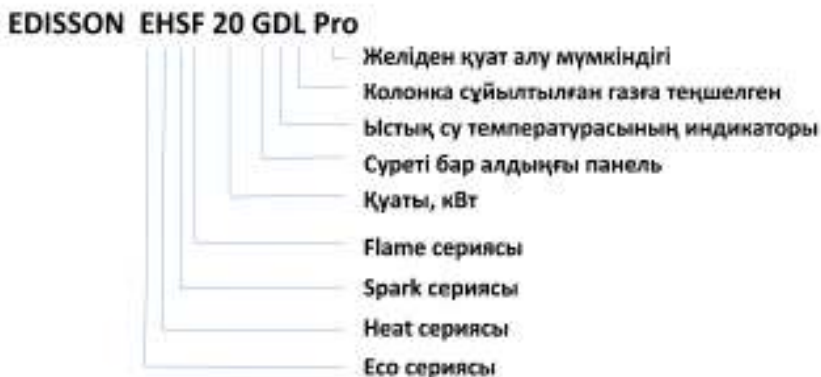 EDISSON EHSF 20 GDL Pro
Желіден қуат алу мүмкіндігі
Колонка сұйылтылған газға теңшелген
Ыстық су температурасының индикаторы
Суреті бар алдыңғы панель
Қуаты, кВт
Flame сериясы
Spark сериясы
Heat сериясы
Eco сериясы